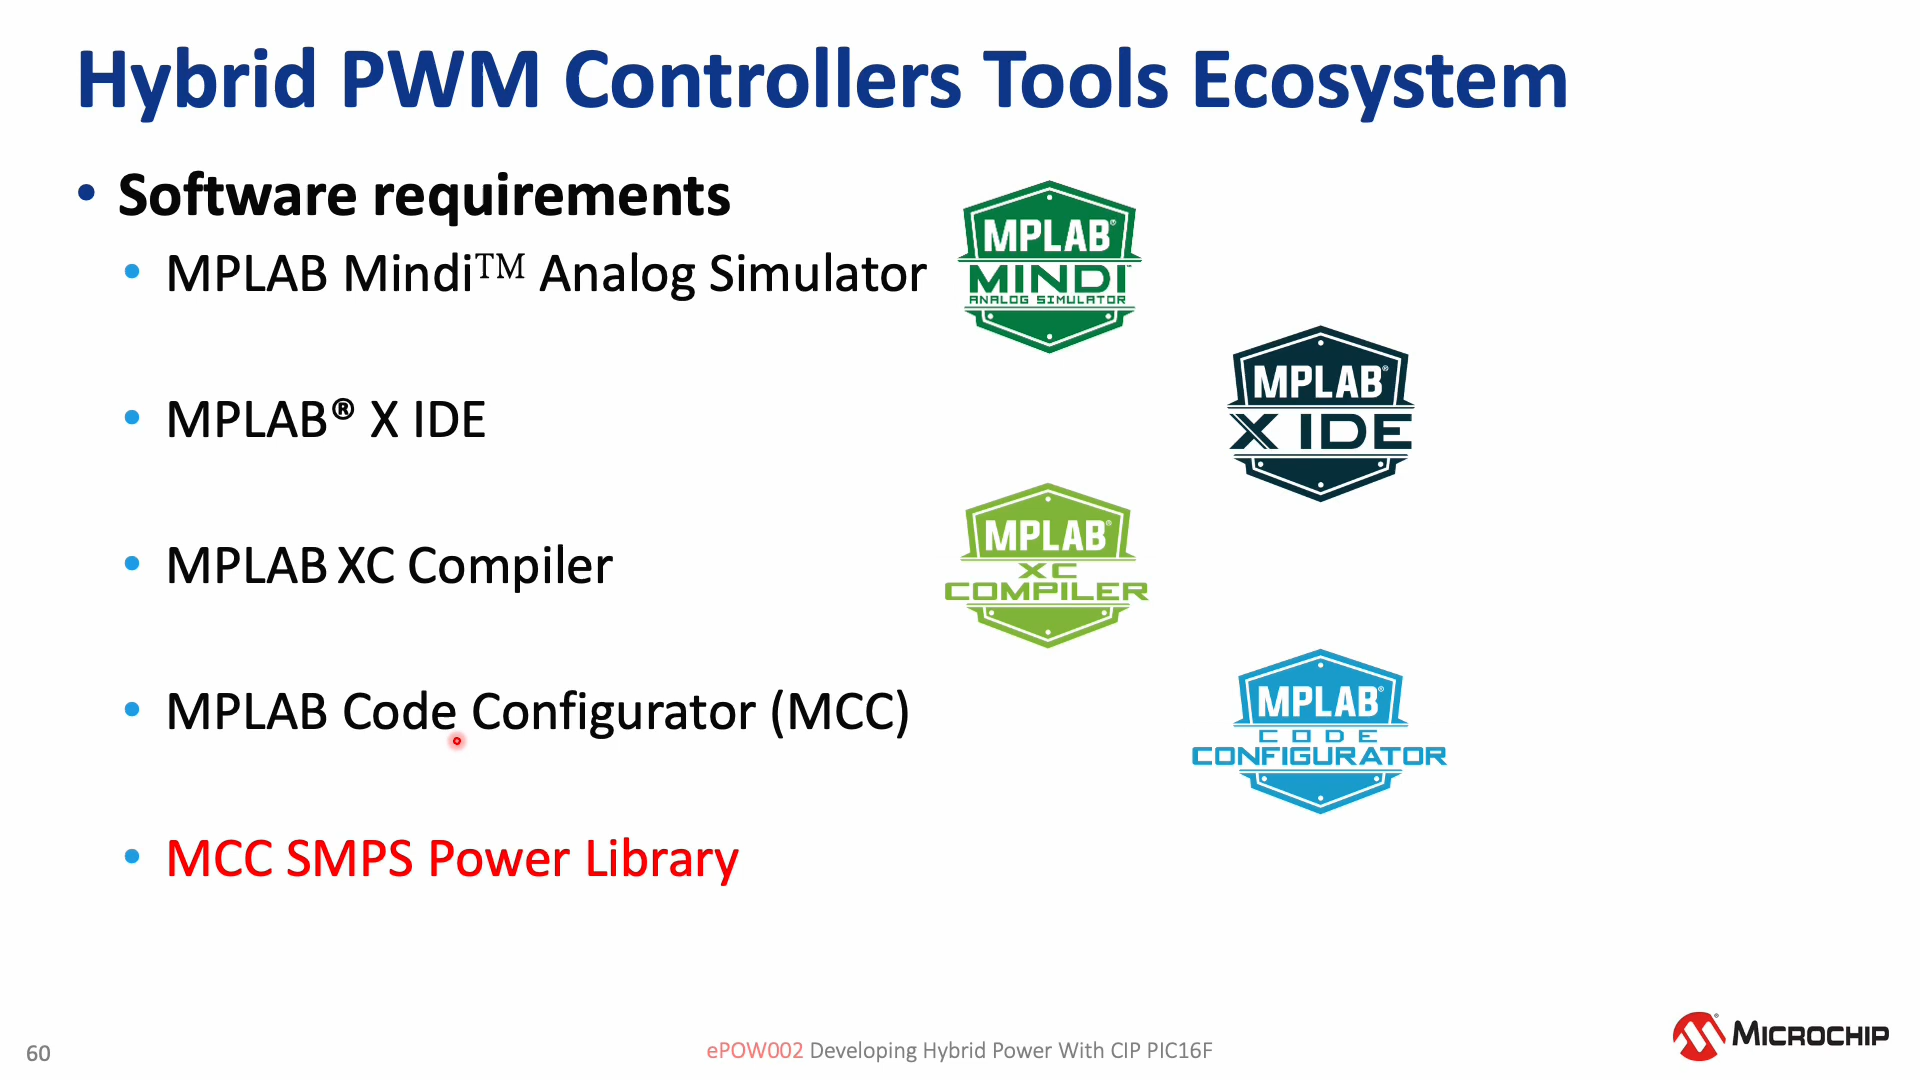 Hybrid PWM Controllers Tools Ecosystem
• Software requirements
• MPLAB Mindi™ Analog Simulator
MPLAB®
MINDI™
ANALOG SIMULATOR
• MPLAB® X IDE
MPLAB®
X IDE
• MPLAB XC Compiler
MPLAB®
XC
COMPILER
• MPLAB Code Configurator (MCC)
MPLAB®
CODE
CONFIGURATOR
• MCC SMPS Power Library
60
ePOW002 Developing Hybrid Power With CIP PIC16F
MICROCHIP